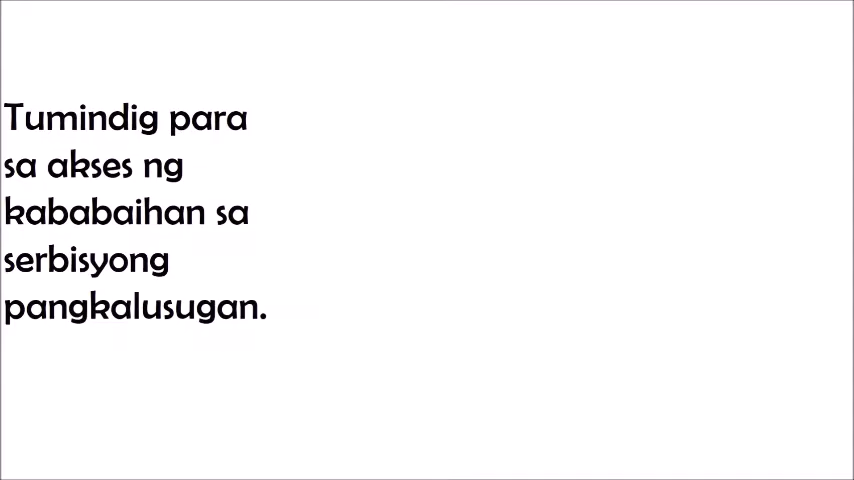 Tumindig para
sa akses ng
kababaihan sa
serbisyong
pangkalusugan.